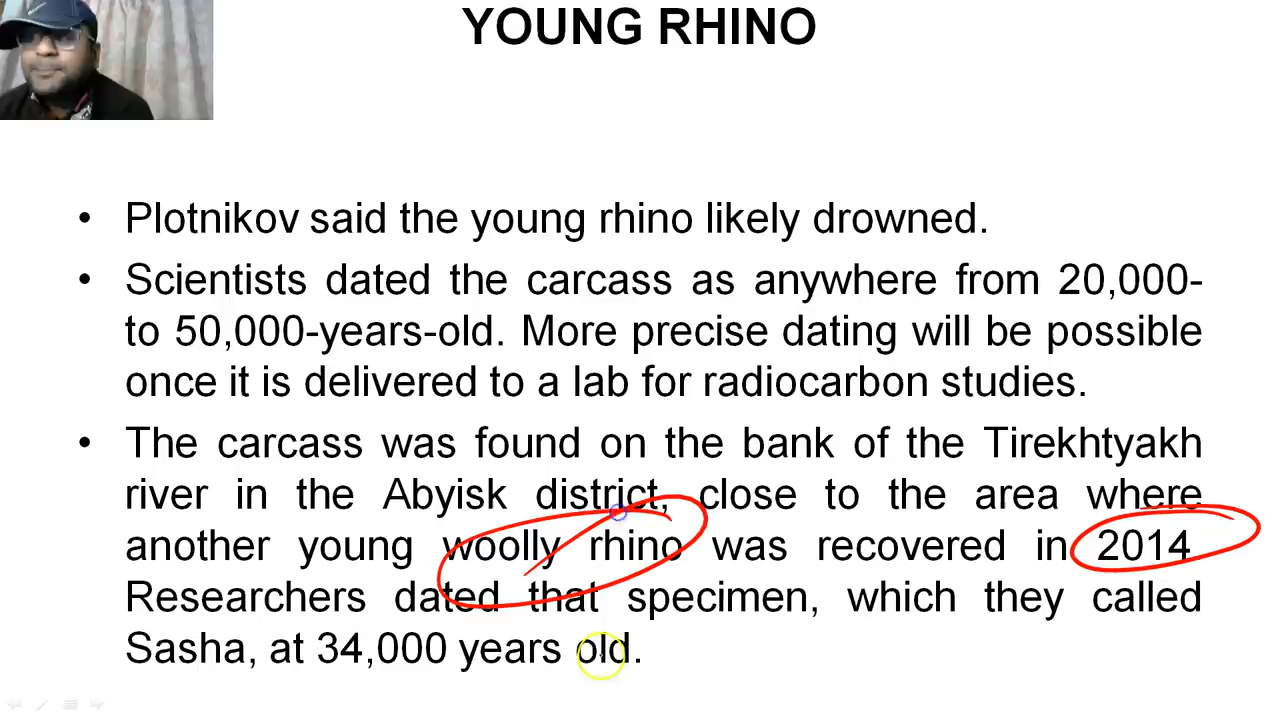 YOUNG RHINO
• Plotnikov said the young rhino likely drowned.
• Scientists dated the carcass as anywhere from 20,000-
to 50,000-years-old. More precise dating will be possible
once it is delivered to a lab for radiocarbon studies.
• The carcass was found on the bank of the Tirekhtyakh
river in the Abyisk district, close to the area where
another young woolly rhino was recovered in 2014
Researchers dated that specimen, which they called
Sasha, at 34,000 years old.